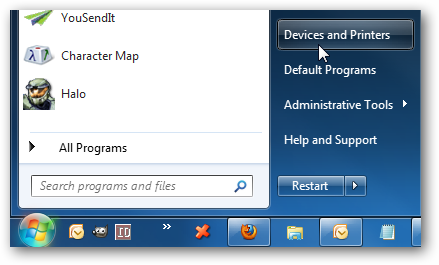 YouSendIt
Character Map
Halo
All Programs
Search programs and files
Devices and Printers
Default Programs
Administrative Tools
Help and Support
Restart
ID